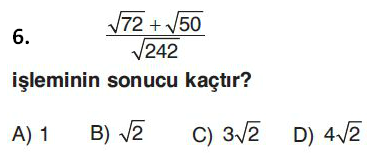 6. (√72 + √50) / √242
işleminin sonucu kaçtır?
A) 1 B) √2 C) 3√2 D) 4√2